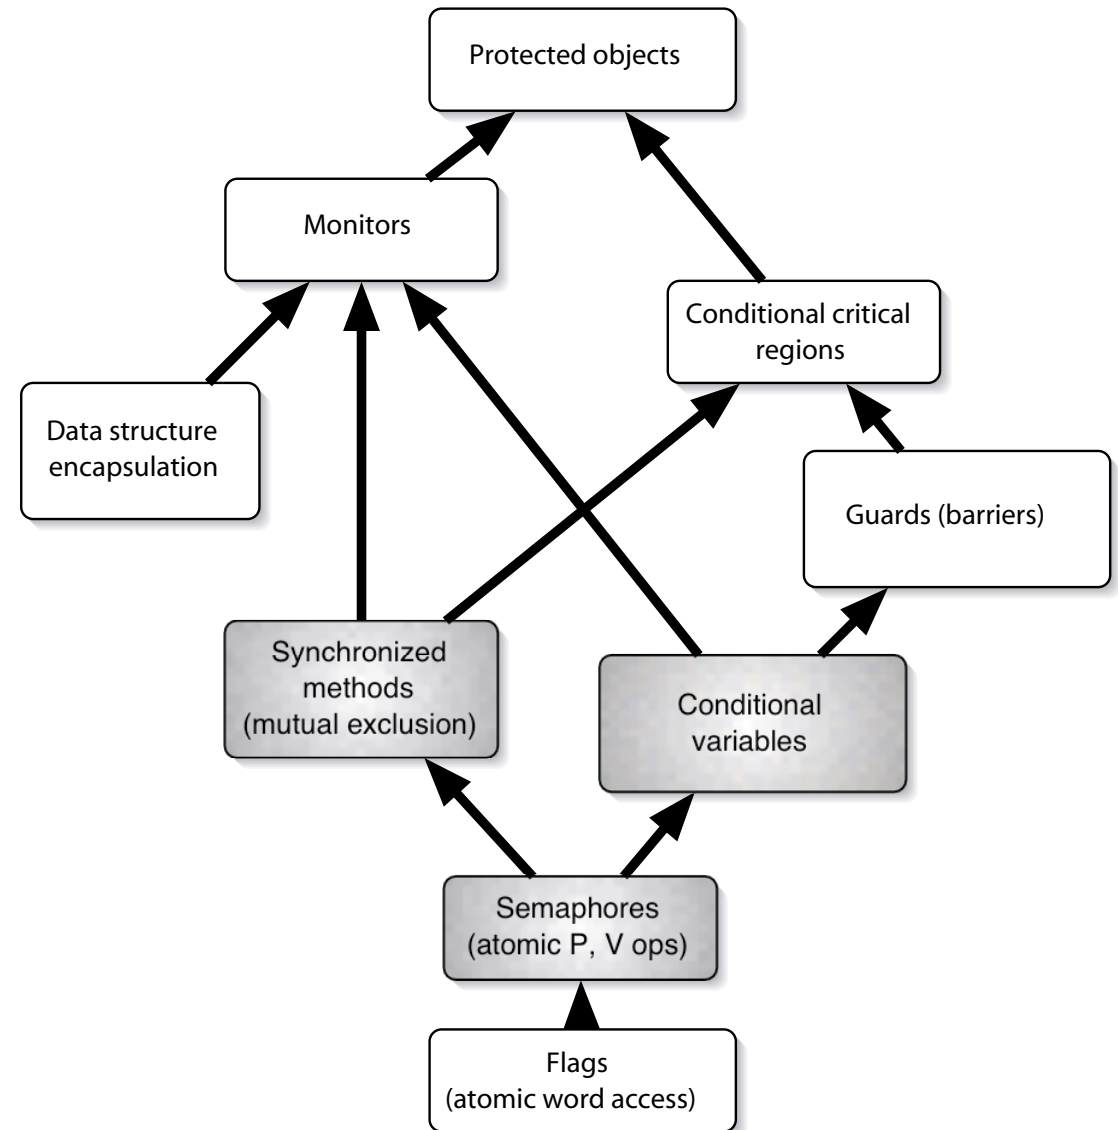 Protected objects
Monitors
Conditional critical
regions
Data structure
encapsulation
Guards (barriers)
Synchronized
methods
(mutual exclusion)
Conditional
variables
Semaphores
(atomic P, V ops)
Flags
(atomic word access)